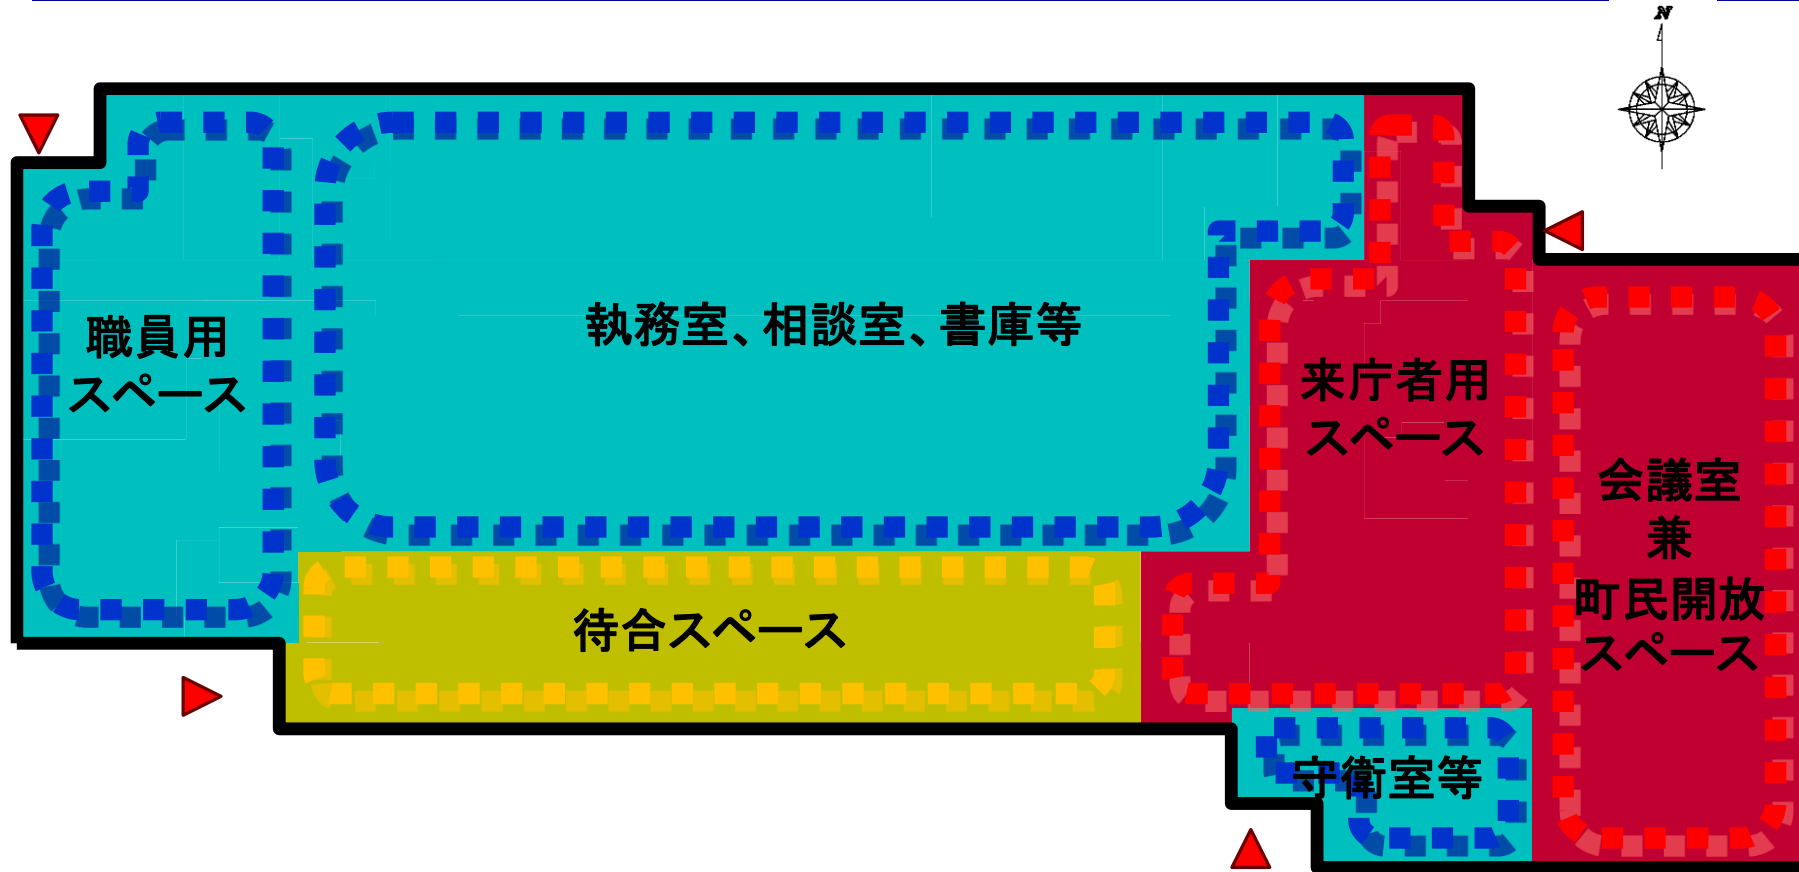 N
職員用
スペース
執務室、相談室、書庫等
来庁者用
スペース
会議室
兼
町民開放
スペース
待合スペース
守衛室等